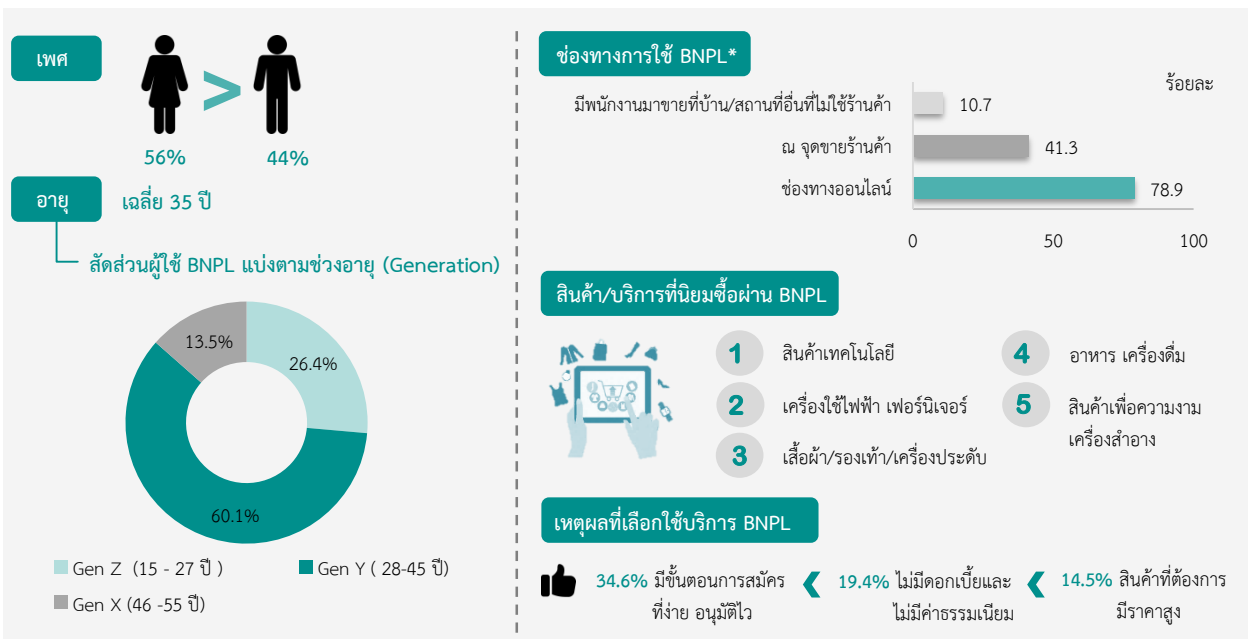 เพศ
>
56%
44%
อายุ
เฉลี่ย 35 ปี
สัดส่วนผู้ใช้ BNPL แบ่งตามช่วงอายุ (Generation)
13.5%
26.4%
60.1%
Gen Z (15 - 27 ปี )
Gen Y ( 28-45 ปี)
Gen X (46 -55 ปี)
ช่องทางการใช้ BNPL*
ร้อยละ
มีพนักงานมาขายที่บ้าน/สถานที่อื่นที่ไม่ใช้ร้านค้า
10.7
ณ จุดขายร้านค้า
41.3
ช่องทางออนไลน์
78.9
0
50
100
สินค้า/บริการที่นิยมซื้อผ่าน BNPL
1 สินค้าเทคโนโลยี
2 เครื่องใช้ไฟฟ้า เฟอร์นิเจอร์
3 เสื้อผ้า/รองเท้า/เครื่องประดับ
4 อาหาร เครื่องดื่ม
5 สินค้าเพื่อความงาม
เครื่องสำอาง
เหตุผลที่เลือกใช้บริการ BNPL
34.6% มีขั้นตอนการสมัคร
ที่ง่าย อนุมัติไว
19.4% ไม่มีดอกเบี้ยและ
ไม่มีค่าธรรมเนียม
14.5% สินค้าที่ต้องการ
มีราคาสูง